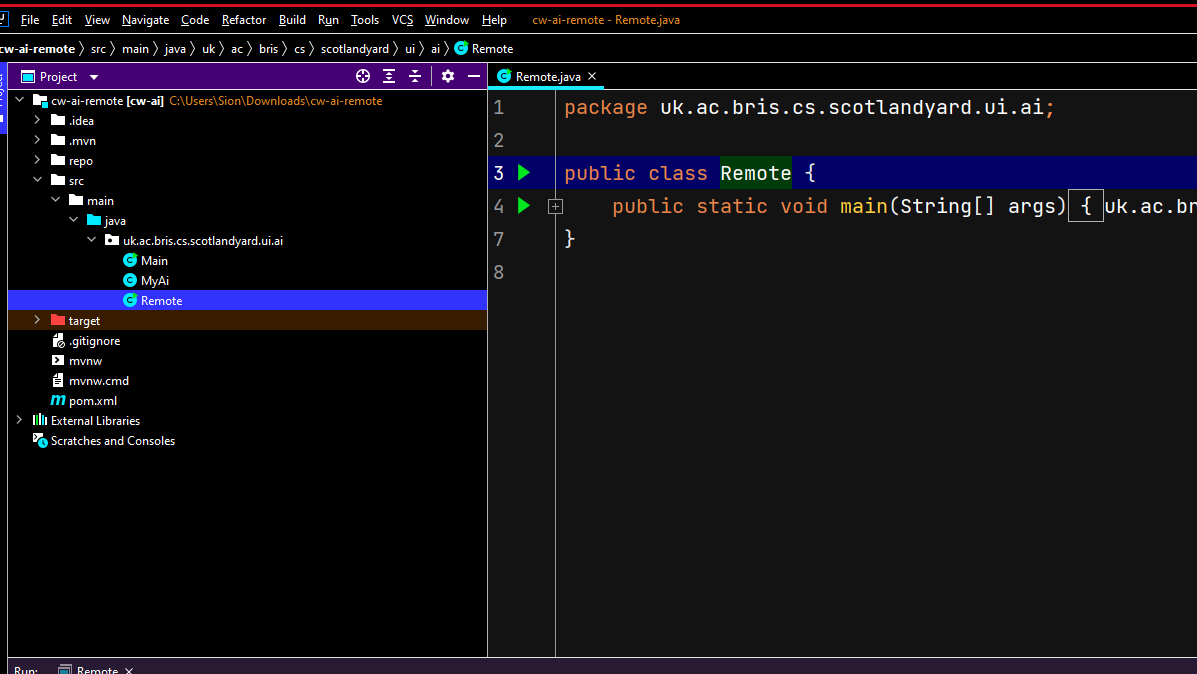 File Edit View Navigate Code Refactor Build Run Tools VCS Window Help cw-ai-remote - Remote.java
cw-ai-remote src main java uk ac bris cs scotlandyard ui ai Remote
Project
Remote.java
cw-ai-remote [cw-ai] C:\Users\Sion\Downloads\cw-ai-remote
.idea
.mvn
repo
src
main
java
uk.ac.bris.cs.scotlandyard.ui.ai
Main
MyAi
Remote
target
.gitignore
mvnw
mvnw.cmd
pom.xml
External Libraries
Scratches and Consoles
1 package uk.ac.bris.cs.scotlandyard.ui.ai;
2
3 public class Remote {
4 public static void main(String[] args) { uk.ac.br
7 }
8
Run: Remote